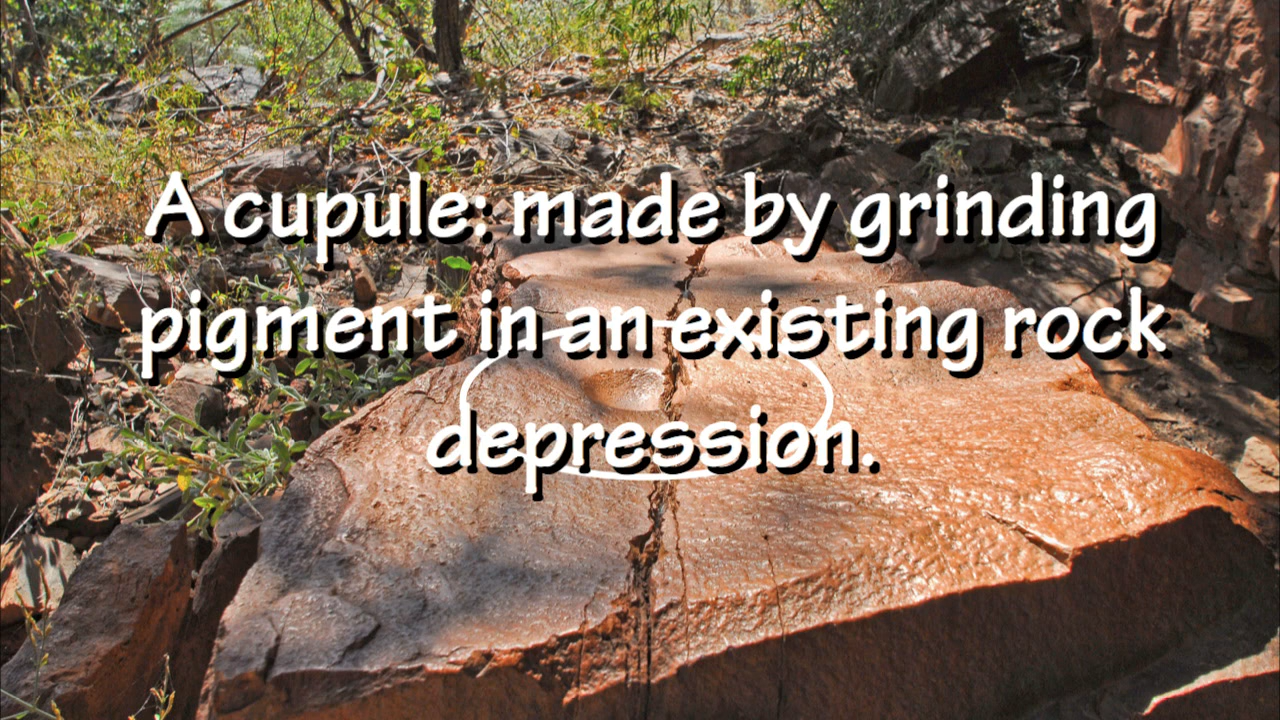 A cupule: made by grinding
pigment in an existing rock
depression.